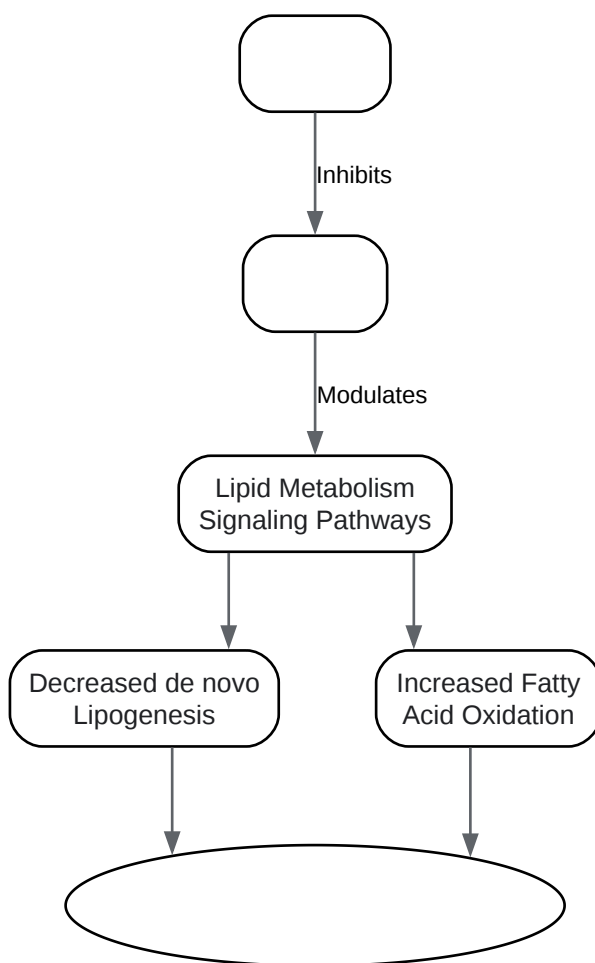 Inhibits
Modulates
Lipid Metabolism
Signaling Pathways
Decreased de novo
Lipogenesis
Increased Fatty
Acid Oxidation